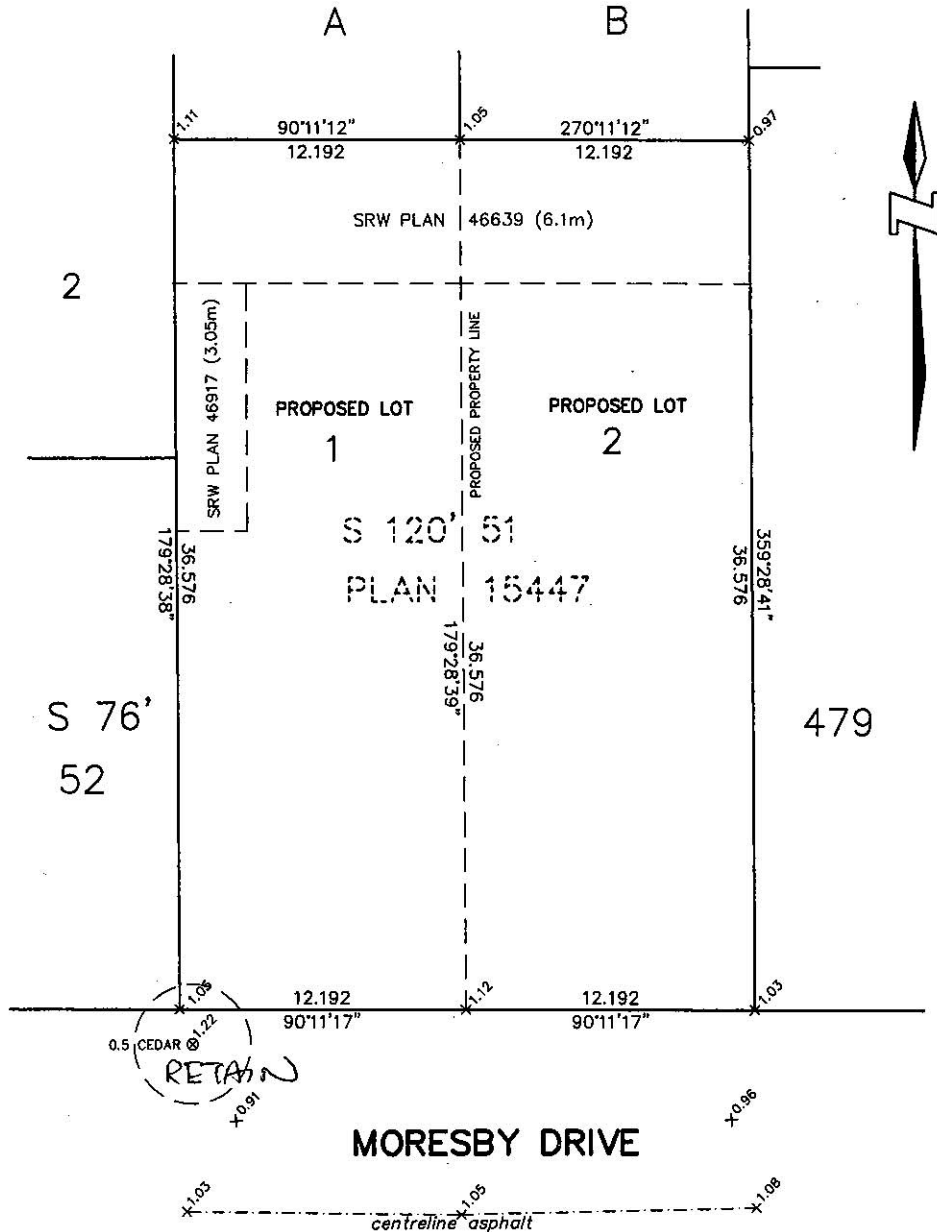 A B
1.11 1.05 0.97
90°11'12" 270°11'12"
12.192 12.192
SRW PLAN 46639 (6.1m)
2
SRW PLAN 46917 (3.05m)
PROPOSED PROPERTY LINE
PROPOSED LOT
1
PROPOSED LOT
2
S 120' 51
PLAN 15447
36.576
179°28'38"
359°28'41"
36.576
36.576
179°28'39"
S 76'
52
479
1.05 1.12 1.03
12.192 12.192
90°11'17" 90°11'17"
0.5 CEDAR 1.22
RETAIN
0.91 0.96
MORESBY DRIVE
1.03 1.05 1.08
centreline asphalt